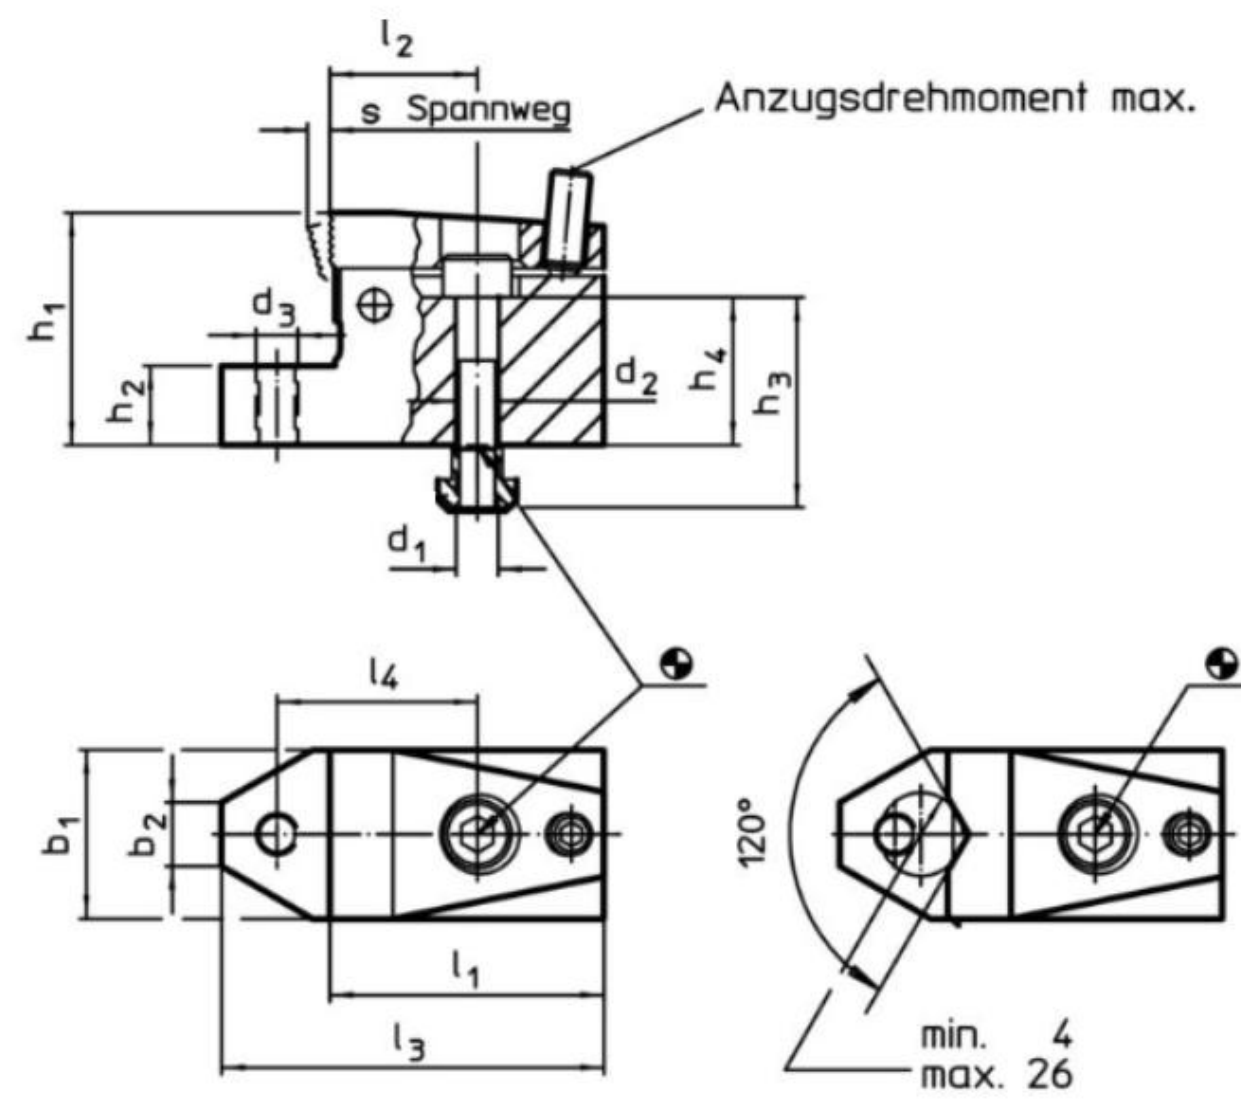 l2
s Spannweg
Anzugsdrehmoment max.
h1
d3
h2
d2
h4
h3
d1
l4
b1
b2
120°
l1
l3
min. 4
max. 26